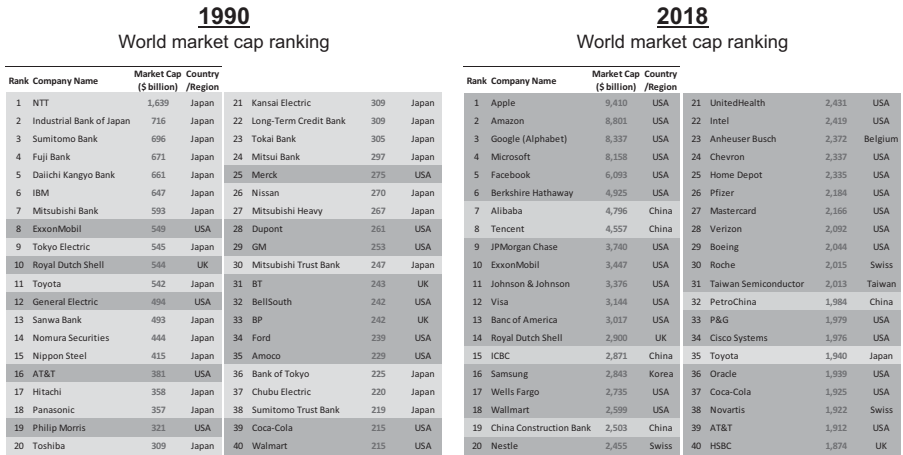 1990
World market cap ranking
Rank Company Name Market Cap ($ billion) Country /Region
1 NTT 1,639 Japan
2 Industrial Bank of Japan 716 Japan
3 Sumitomo Bank 696 Japan
4 Fuji Bank 671 Japan
5 Daiichi Kangyo Bank 661 Japan
6 IBM 647 Japan
7 Mitsubishi Bank 593 Japan
8 ExxonMobil 549 USA
9 Tokyo Electric 545 Japan
10 Royal Dutch Shell 544 UK
11 Toyota 542 Japan
12 General Electric 494 USA
13 Sanwa Bank 493 Japan
14 Nomura Securities 444 Japan
15 Nippon Steel 415 Japan
16 AT&T 381 USA
17 Hitachi 358 Japan
18 Panasonic 357 Japan
19 Philip Morris 321 USA
20 Toshiba 309 Japan
21 Kansai Electric 309 Japan
22 Long-Term Credit Bank 309 Japan
23 Tokai Bank 305 Japan
24 Mitsui Bank 297 Japan
25 Merck 275 USA
26 Nissan 270 Japan
27 Mitsubishi Heavy 267 Japan
28 Dupont 261 USA
29 GM 253 USA
30 Mitsubishi Trust Bank 247 Japan
31 BT 243 UK
32 BellSouth 242 USA
33 BP 242 UK
34 Ford 239 USA
35 Amoco 229 USA
36 Bank of Tokyo 225 Japan
37 Chubu Electric 220 Japan
38 Sumitomo Trust Bank 219 Japan
39 Coca-Cola 215 USA
40 Walmart 215 USA
2018
World market cap ranking
Rank Company Name Market Cap ($ billion) Country /Region
1 Apple 9,410 USA
2 Amazon 8,801 USA
3 Google (Alphabet) 8,337 USA
4 Microsoft 8,158 USA
5 Facebook 6,093 USA
6 Berkshire Hathaway 4,925 USA
7 Alibaba 4,796 China
8 Tencent 4,557 China
9 JPMorgan Chase 3,740 USA
10 ExxonMobil 3,447 USA
11 Johnson & Johnson 3,376 USA
12 Visa 3,144 USA
13 Banc of America 3,017 USA
14 Royal Dutch Shell 2,900 UK
15 ICBC 2,871 China
16 Samsung 2,843 Korea
17 Wells Fargo 2,735 USA
18 Wallmart 2,599 USA
19 China Construction Bank 2,503 China
20 Nestle 2,455 Swiss
21 UnitedHealth 2,431 USA
22 Intel 2,419 USA
23 Anheuser Busch 2,372 Belgium
24 Chevron 2,337 USA
25 Home Depot 2,335 USA
26 Pfizer 2,184 USA
27 Mastercard 2,166 USA
28 Verizon 2,092 USA
29 Boeing 2,044 USA
30 Roche 2,015 Swiss
31 Taiwan Semiconductor 2,013 Taiwan
32 PetroChina 1,984 China
33 P&G 1,979 USA
34 Cisco Systems 1,976 USA
35 Toyota 1,940 Japan
36 Oracle 1,939 USA
37 Coca-Cola 1,925 USA
38 Novartis 1,922 Swiss
39 AT&T 1,912 USA
40 HSBC 1,874 UK